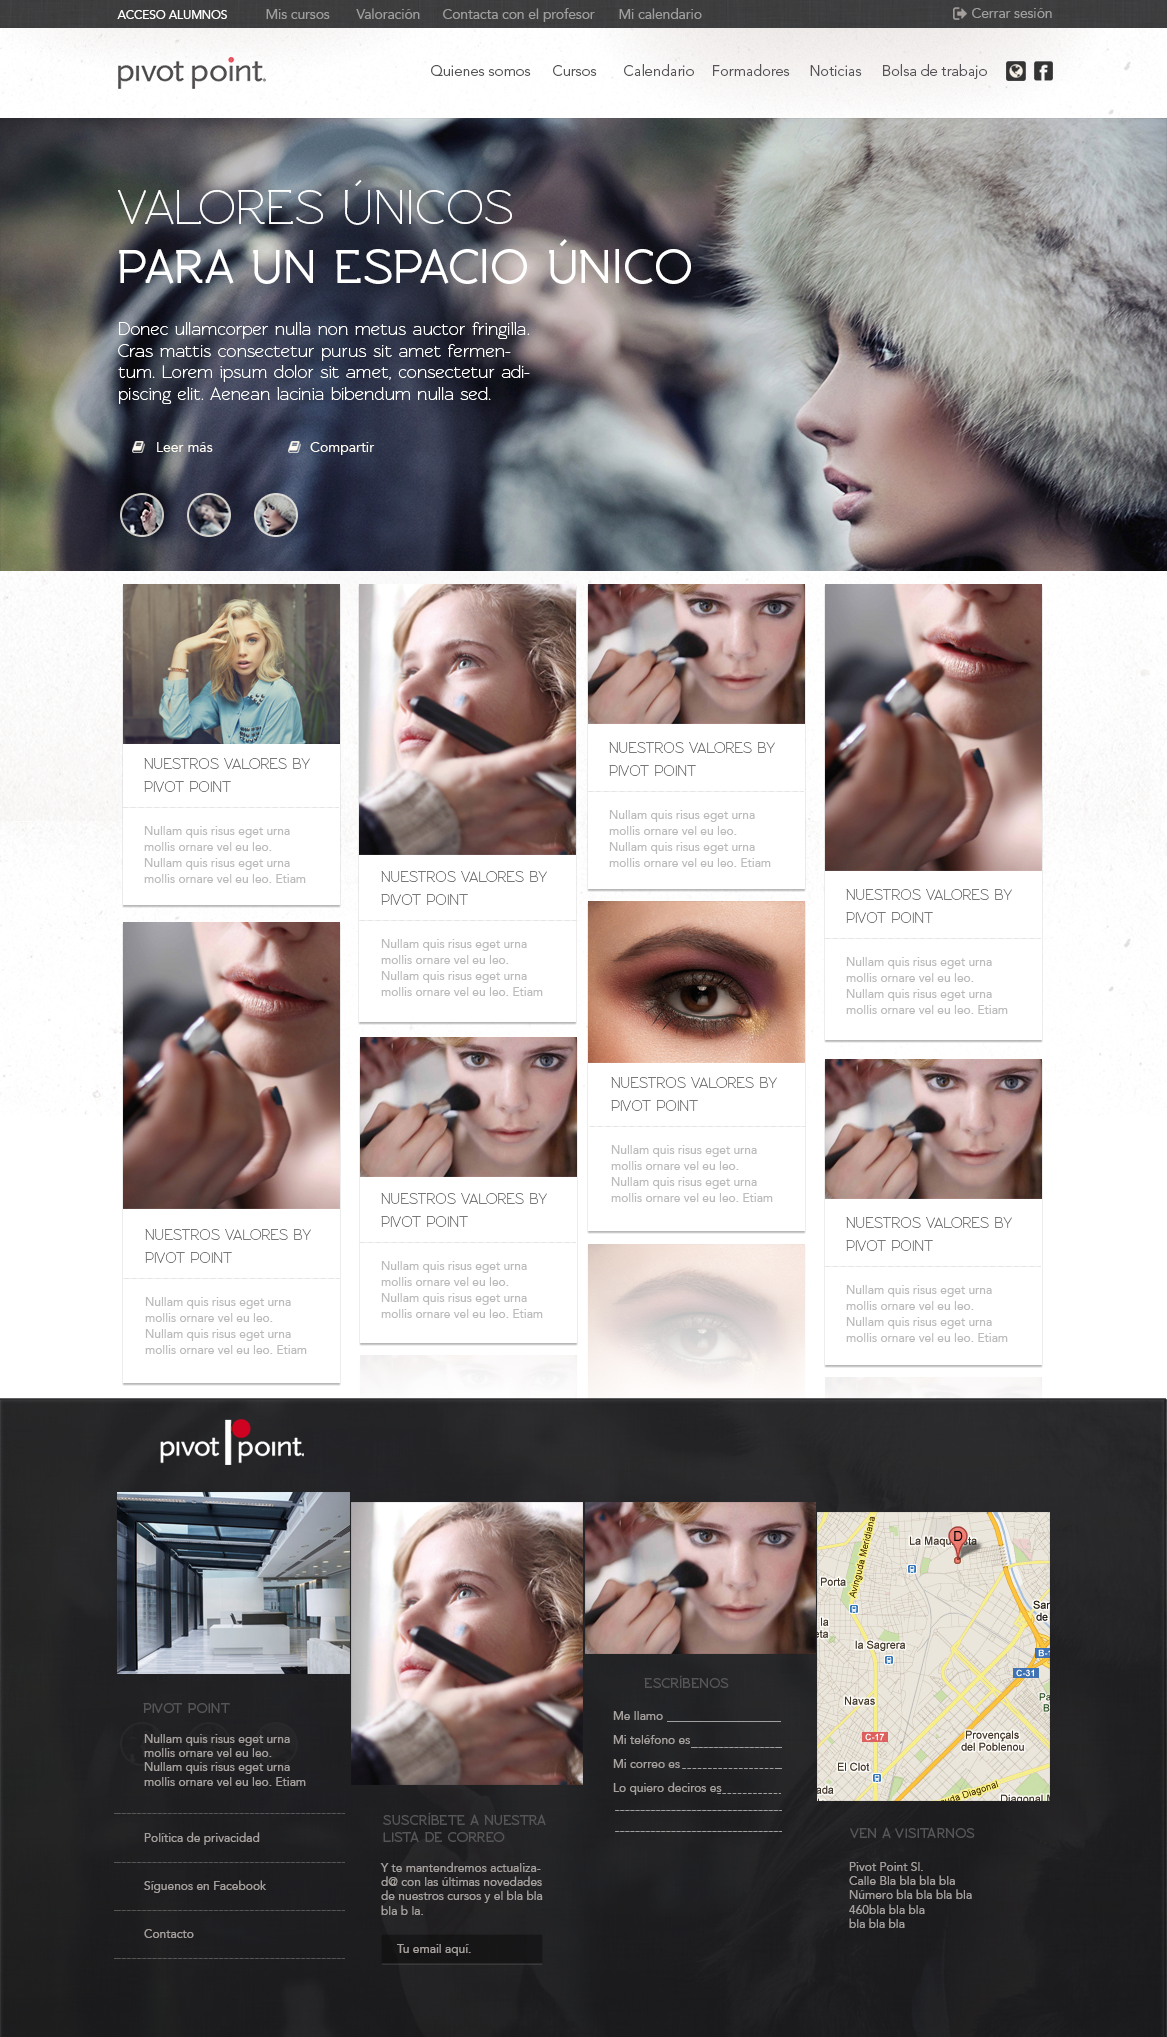 ACCESO ALUMNOS Mis cursos Valoración Contacta con el profesor Mi calendario Cerrar sesión
pivot point.
Quienes somos Cursos Calendario Formadores Noticias Bolsa de trabajo
VALORES ÚNICOS
PARA UN ESPACIO ÚNICO
Donec ullamcorper nulla non metus auctor fringilla.
Cras mattis consectetur purus sit amet fermen-
tum. Lorem ipsum dolor sit amet, consectetur adi-
piscing elit. Aenean lacinia bibendum nulla sed.
Leer más Compartir
NUESTROS VALORES BY
PIVOT POINT
Nullam quis risus eget urna
mollis ornare vel eu leo.
Nullam quis risus eget urna
mollis ornare vel eu leo. Etiam
NUESTROS VALORES BY
PIVOT POINT
Nullam quis risus eget urna
mollis ornare vel eu leo.
Nullam quis risus eget urna
mollis ornare vel eu leo. Etiam
NUESTROS VALORES BY
PIVOT POINT
Nullam quis risus eget urna
mollis ornare vel eu leo.
Nullam quis risus eget urna
mollis ornare vel eu leo. Etiam
NUESTROS VALORES BY
PIVOT POINT
Nullam quis risus eget urna
mollis ornare vel eu leo.
Nullam quis risus eget urna
mollis ornare vel eu leo. Etiam
NUESTROS VALORES BY
PIVOT POINT
Nullam quis risus eget urna
mollis ornare vel eu leo.
Nullam quis risus eget urna
mollis ornare vel eu leo. Etiam
NUESTROS VALORES BY
PIVOT POINT
Nullam quis risus eget urna
mollis ornare vel eu leo.
Nullam quis risus eget urna
mollis ornare vel eu leo. Etiam
NUESTROS VALORES BY
PIVOT POINT
Nullam quis risus eget urna
mollis ornare vel eu leo.
Nullam quis risus eget urna
mollis ornare vel eu leo. Etiam
NUESTROS VALORES BY
PIVOT POINT
Nullam quis risus eget urna
mollis ornare vel eu leo.
Nullam quis risus eget urna
mollis ornare vel eu leo. Etiam
pivot point.
PIVOT POINT
Nullam quis risus eget urna
mollis ornare vel eu leo.
Nullam quis risus eget urna
mollis ornare vel eu leo. Etiam
Política de privacidad
Síguenos en Facebook
Contacto
SUSCRÍBETE A NUESTRA
LISTA DE CORREO
Y te mantendremos actualiza-
d@ con las últimas novedades
de nuestros cursos y el bla bla
bla b la.
Tu email aquí.
ESCRÍBENOS
Me llamo
Mi teléfono es
Mi correo es
Lo quiero deciros es
Avinguda Meridiana
D
Porta
la Sagrera
B-1
C-31
Navas
C-17
Provençals
del Poblenou
El Clot
Diagonal
VEN A VISITARNOS
Pivot Point Sl.
Calle Bla bla bla bla
Número bla bla bla bla
460bla bla bla
bla bla bla